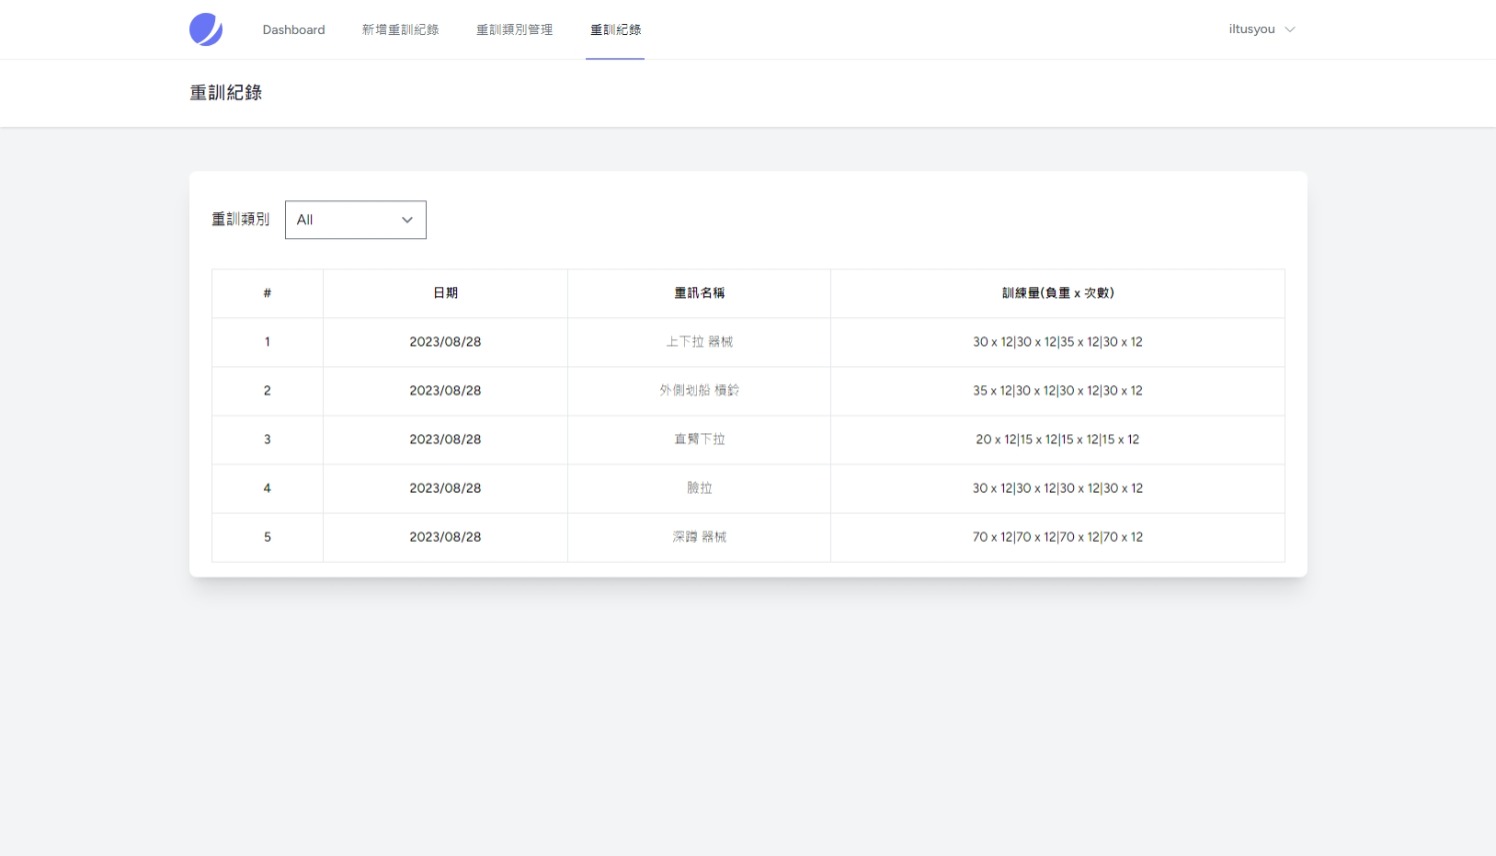 Dashboard 新增重訓紀錄 重訓類別管理 重訓紀錄 iltusyou
重訓紀錄
重訓類別 All
# 日期 重訊名稱 訓練量(負重 x 次數)
1 2023/08/28 上下拉 器械 30 x 12|30 x 12|35 x 12|30 x 12
2 2023/08/28 外側划船 槓鈴 35 x 12|30 x 12|30 x 12|30 x 12
3 2023/08/28 直臂下拉 20 x 12|15 x 12|15 x 12|15 x 12
4 2023/08/28 臉拉 30 x 12|30 x 12|30 x 12|30 x 12
5 2023/08/28 深蹲 器械 70 x 12|70 x 12|70 x 12|70 x 12